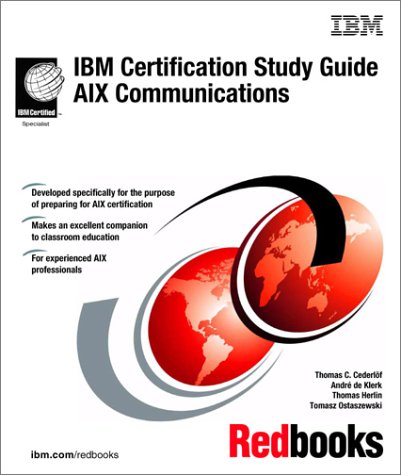 IBM
IBM Certification Study Guide
AIX Communications
IBM Certified
Specialist
Developed specifically for the purpose
of preparing for AIX certification
Makes an excellent companion
to classroom education
For experienced AIX
professionals
Thomas C. Cederlöf
André de Klerk
Thomas Herlin
Tomasz Ostaszewski
ibm.com/redbooks
Redbooks